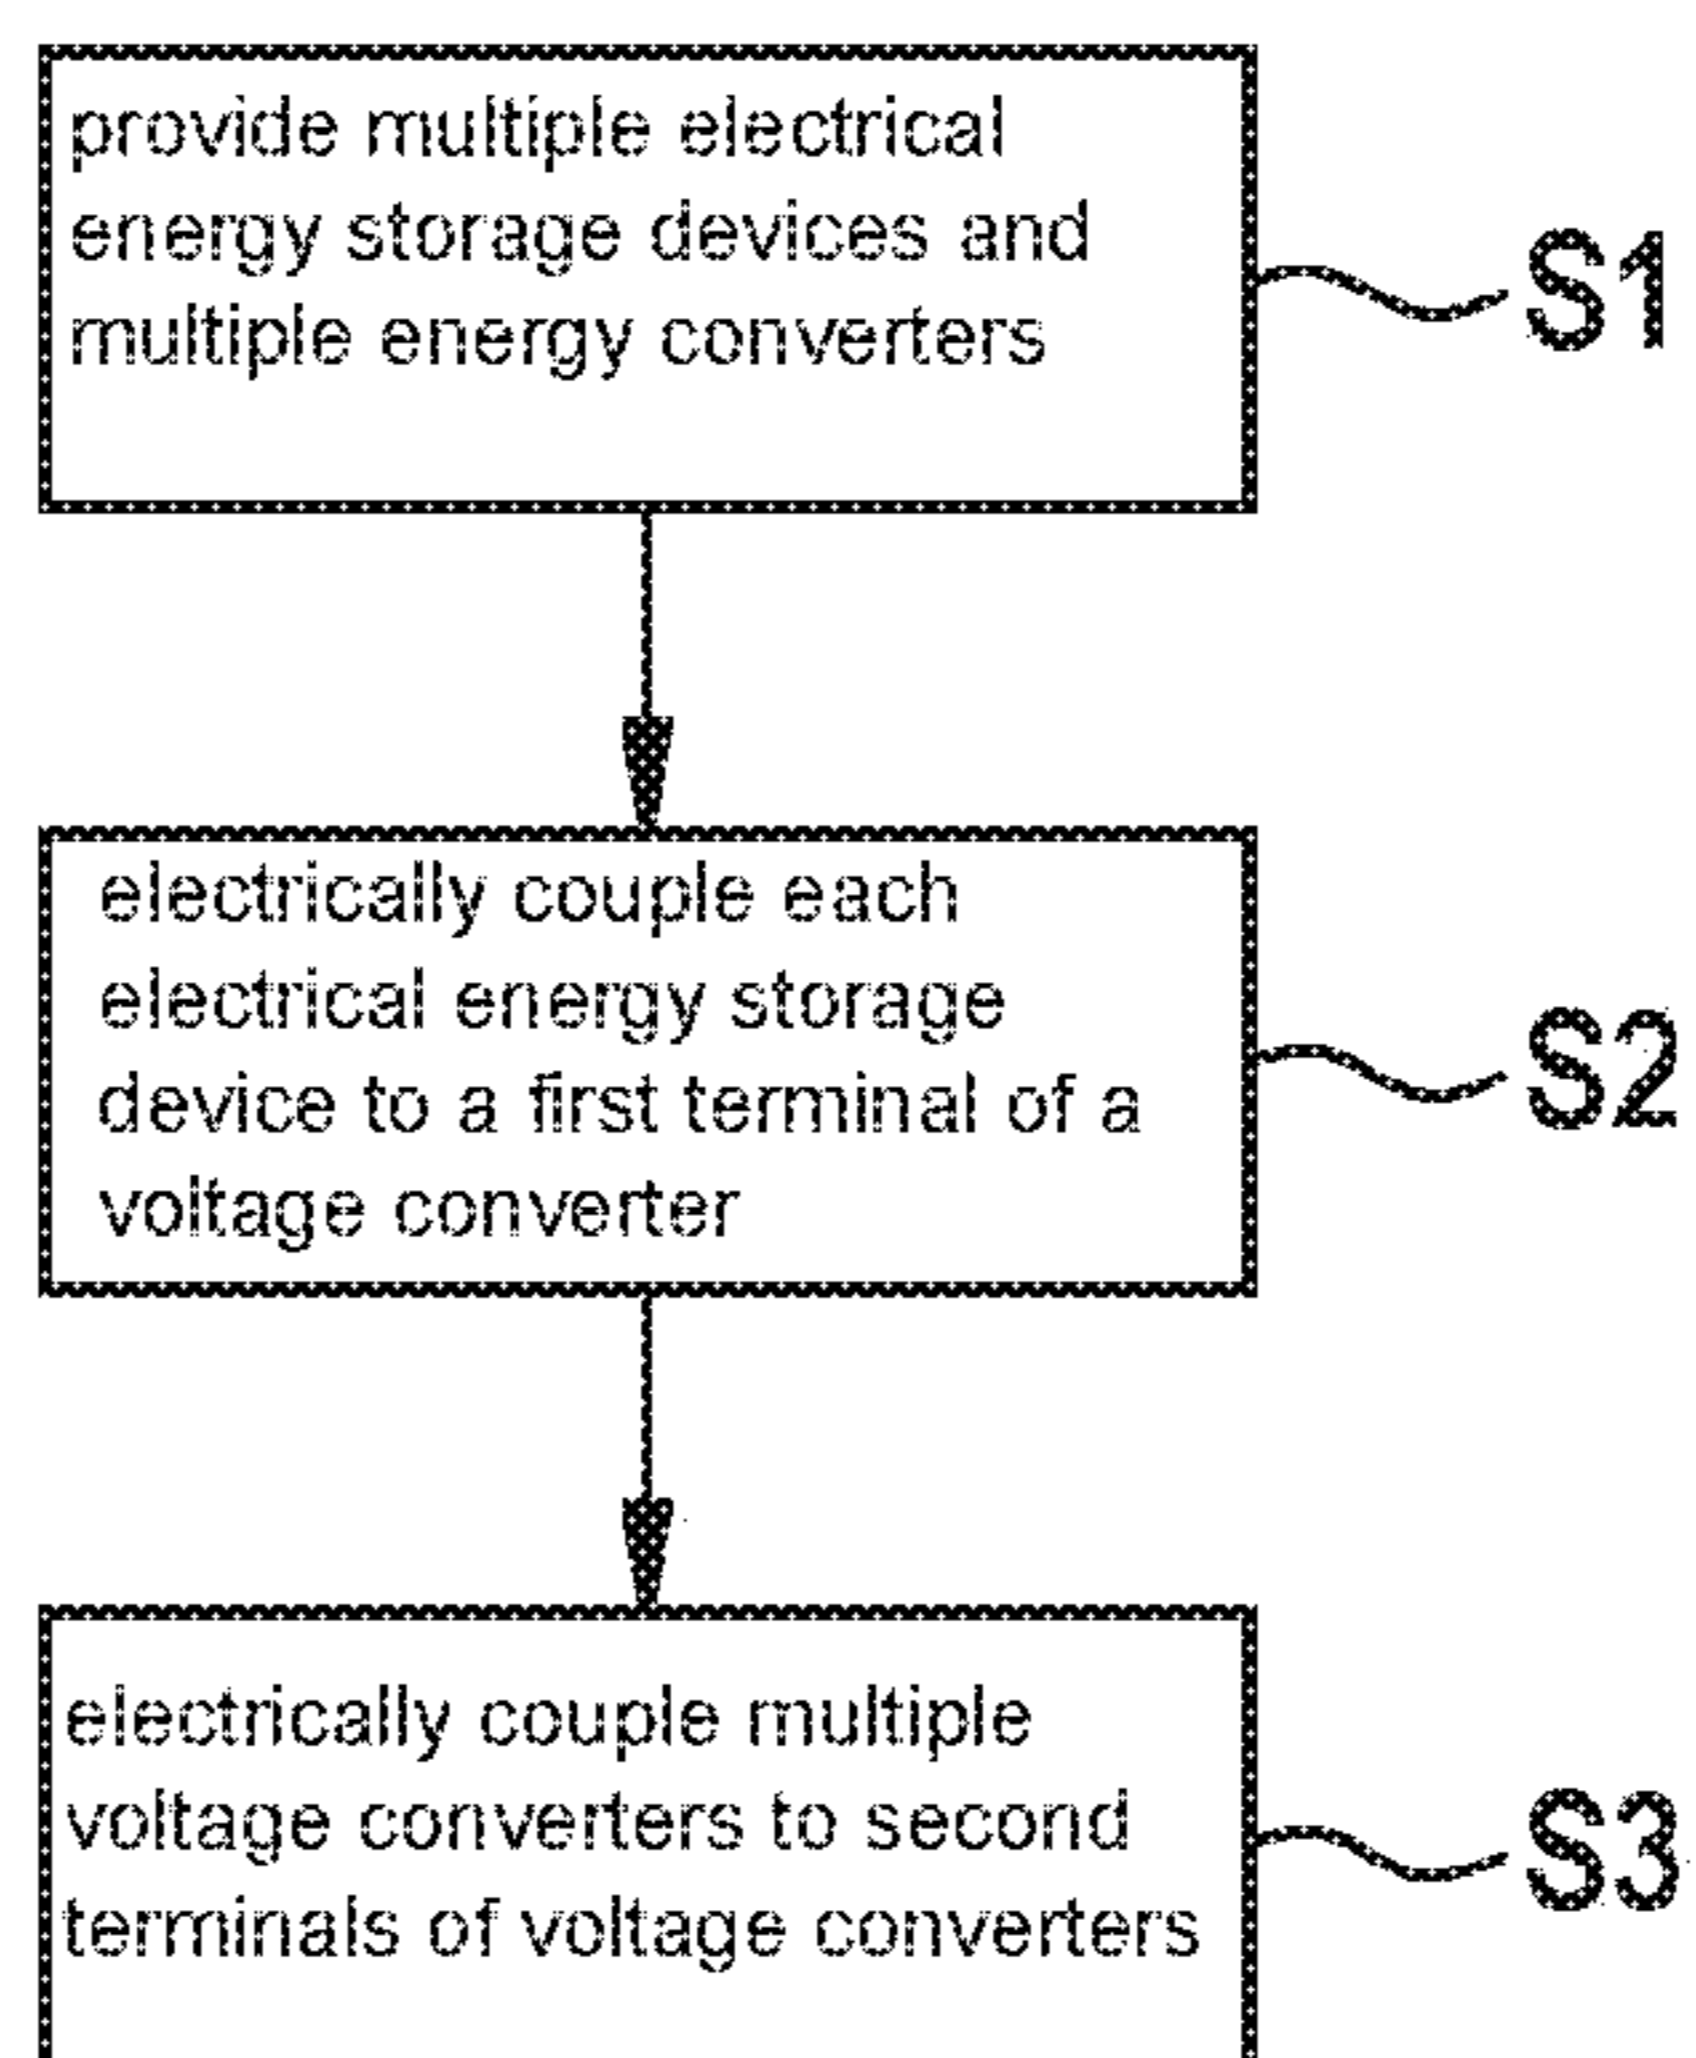 provide multiple electrical
energy storage devices and
multiple energy converters
S1
electrically couple each
electrical energy storage
device to a first terminal of a
voltage converter
S2
electrically couple multiple
voltage converters to second
terminals of voltage converters
S3